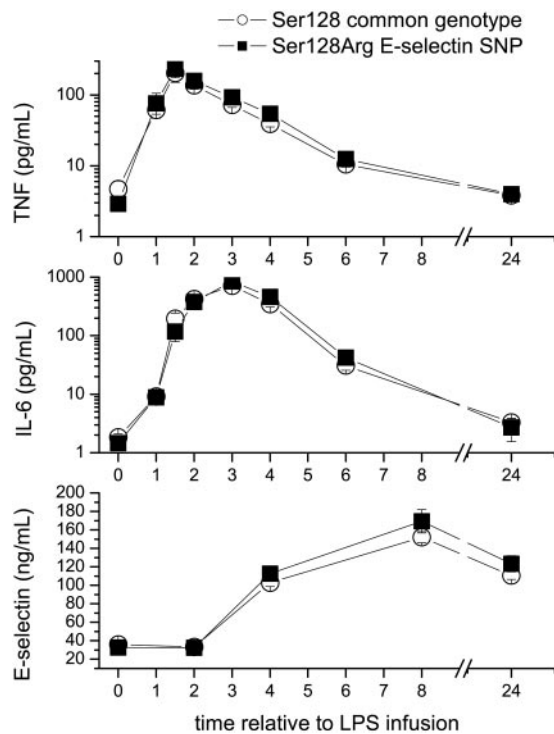 Ser128 common genotype
Ser128Arg E-selectin SNP
TNF (pg/mL)
100
10
1
0 1 2 3 4 5 6 7 8 24
IL-6 (pg/mL)
1000
100
10
1
0 1 2 3 4 5 6 7 8 24
E-selectin (ng/mL)
200
180
160
140
120
100
80
60
40
20
0 1 2 3 4 5 6 7 8 24
time relative to LPS infusion